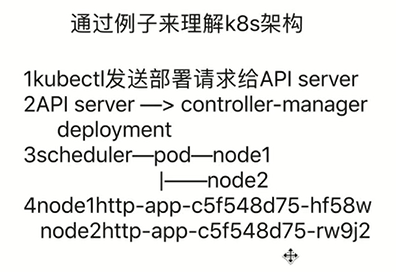 通过例子来理解k8s架构
1kubectl发送部署请求给API server
2API server —> controller-manager
deployment
3scheduler—pod—node1
|——node2
4node1http-app-c5f548d75-hf58w
node2http-app-c5f548d75-rw9j2